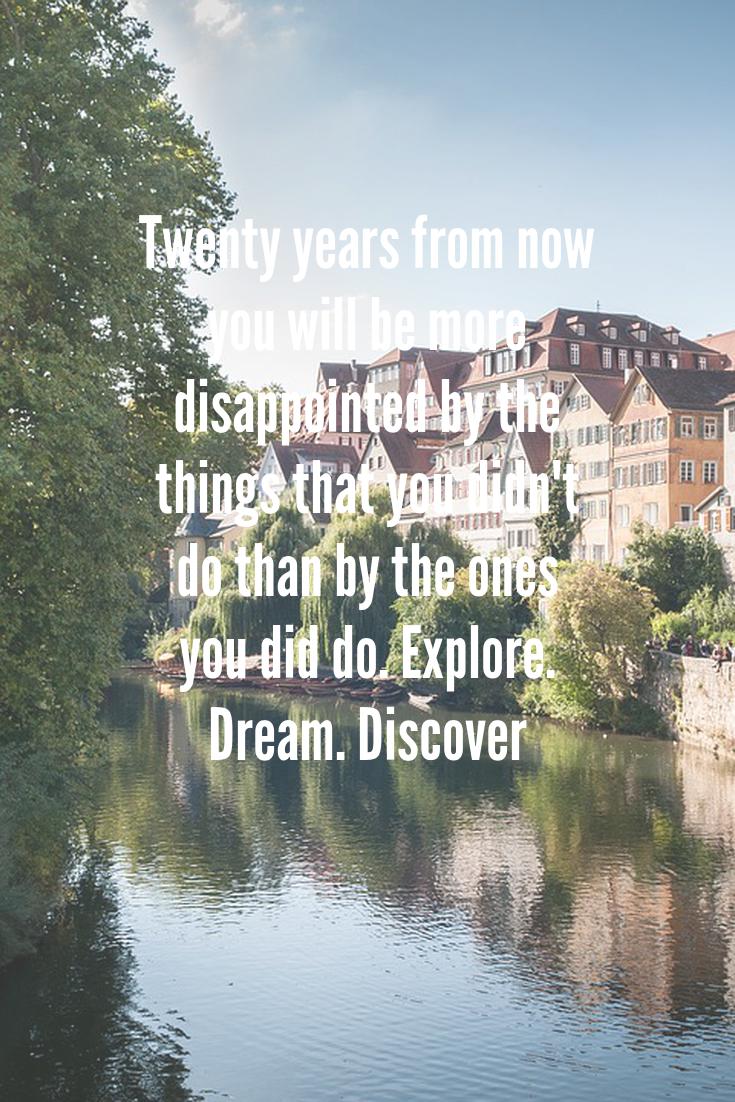 Twenty years from now
you will be more
disappointed by the
things that you didn't
do than by the ones
you did do. Explore.
Dream. Discover